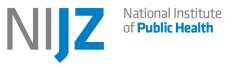 NIJZ
National Institute
of Public Health